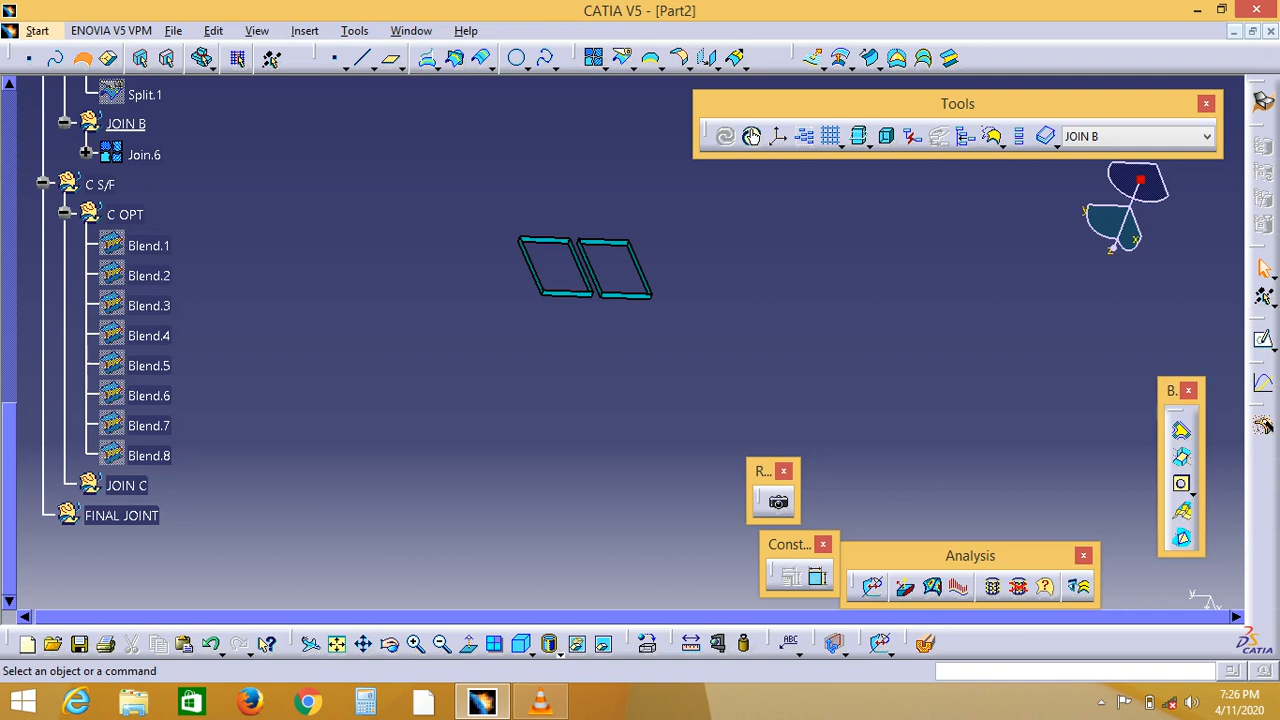 CATIA V5 - [Part2]
Start ENOVIA V5 VPM File Edit View Insert Tools Window Help
Tools
JOIN B
Split.1
JOIN B
Join.6
C S/F
C OPT
Blend.1
Blend.2
Blend.3
Blend.4
Blend.5
Blend.6
Blend.7
Blend.8
JOIN C
FINAL JOINT
y
x
z
B.
R...
Const...
Analysis
y
x
ABC
CATIA
Select an object or a command
7:26 PM
4/11/2020